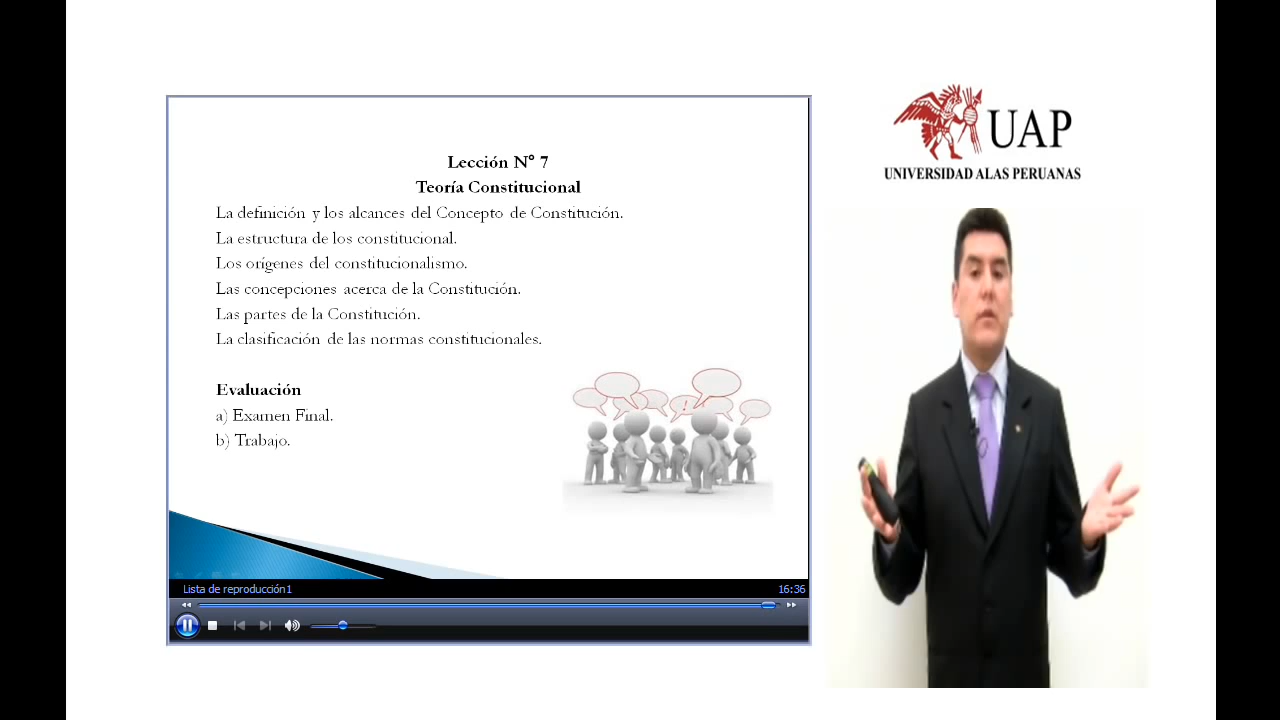 Lección N° 7
Teoría Constitucional
La definición y los alcances del Concepto de Constitución.
La estructura de los constitucional.
Los orígenes del constitucionalismo.
Las concepciones acerca de la Constitución.
Las partes de la Constitución.
La clasificación de las normas constitucionales.
Evaluación
a) Examen Final.
b) Trabajo.
Lista de reproducción1
16:36
UAP
UNIVERSIDAD ALAS PERUANAS